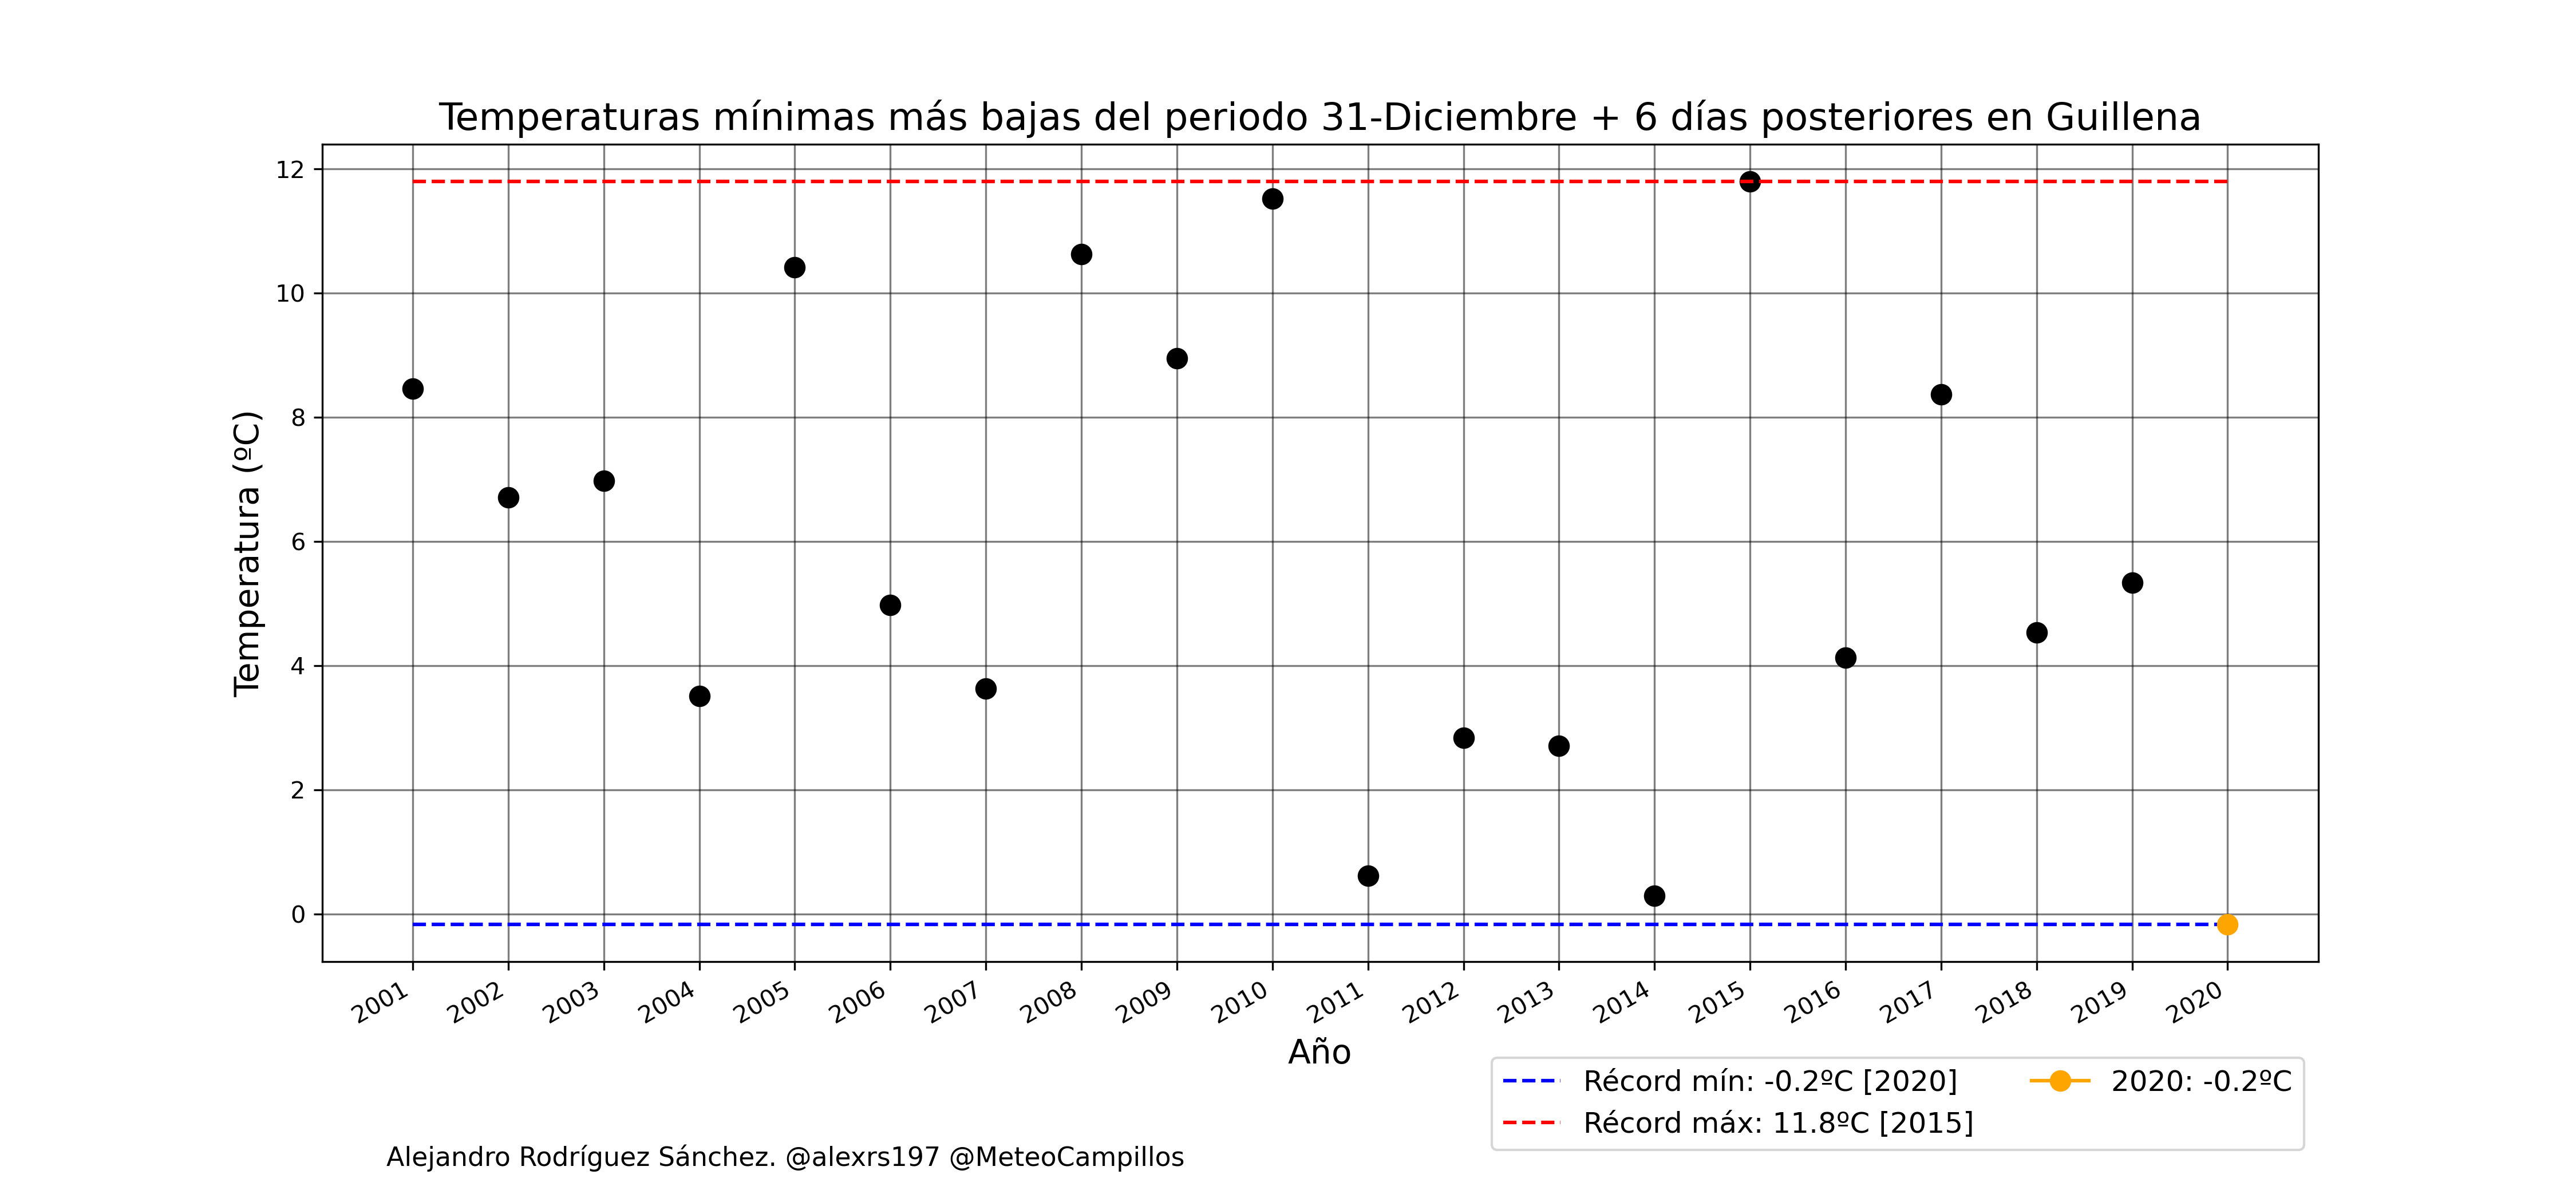 Temperaturas mínimas más bajas del periodo 31-Diciembre + 6 días posteriores en Guillena
Temperatura (ºC)
12
10
8
6
4
2
0
2001 2002 2003 2004 2005 2006 2007 2008 2009 2010 2011 2012 2013 2014 2015 2016 2017 2018 2019 2020
Año
Récord mín: -0.2ºC [2020]
Récord máx: 11.8ºC [2015]
2020: -0.2ºC
Alejandro Rodríguez Sánchez. @alexrs197 @MeteoCampillos